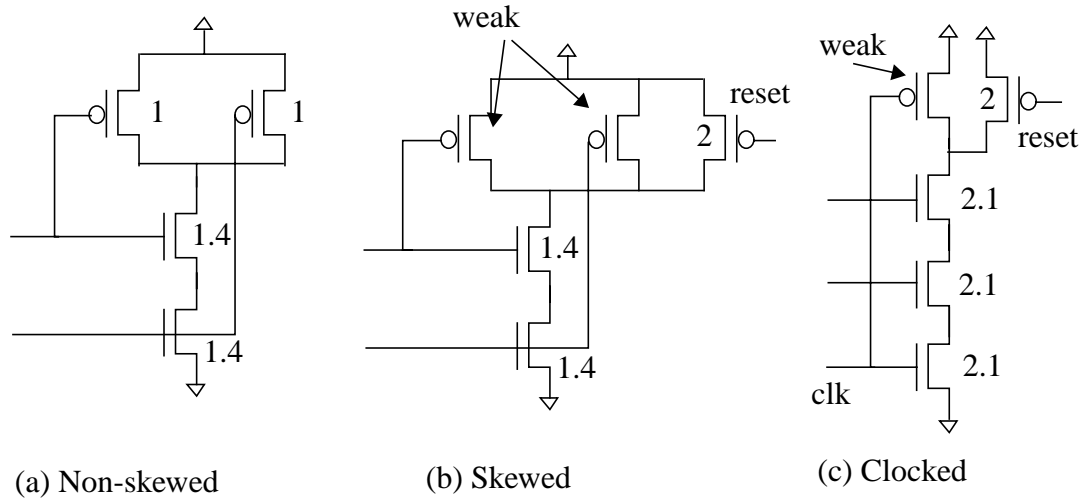 weak
weak
1
1
reset
2
2
reset
1.4
1.4
1.4
1.4
2.1
2.1
2.1
clk
(a) Non-skewed
(b) Skewed
(c) Clocked